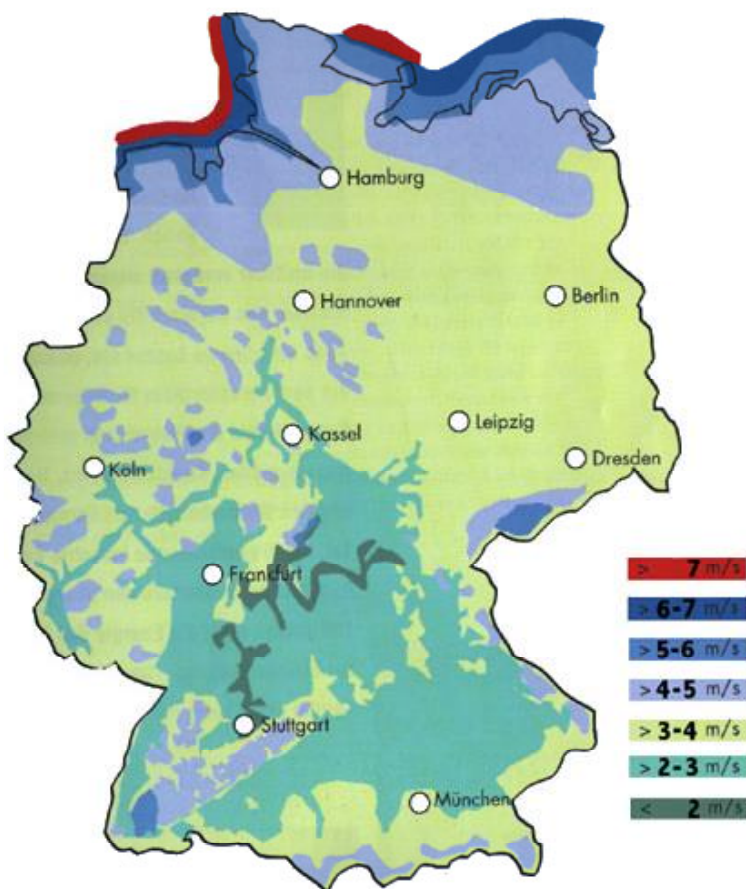 Hamburg
Hannover
Berlin
Kassel
Leipzig
Köln
Dresden
Frankfurt
Stuttgart
München
> 7 m/s
> 6-7 m/s
> 5-6 m/s
> 4-5 m/s
> 3-4 m/s
> 2-3 m/s
< 2 m/s